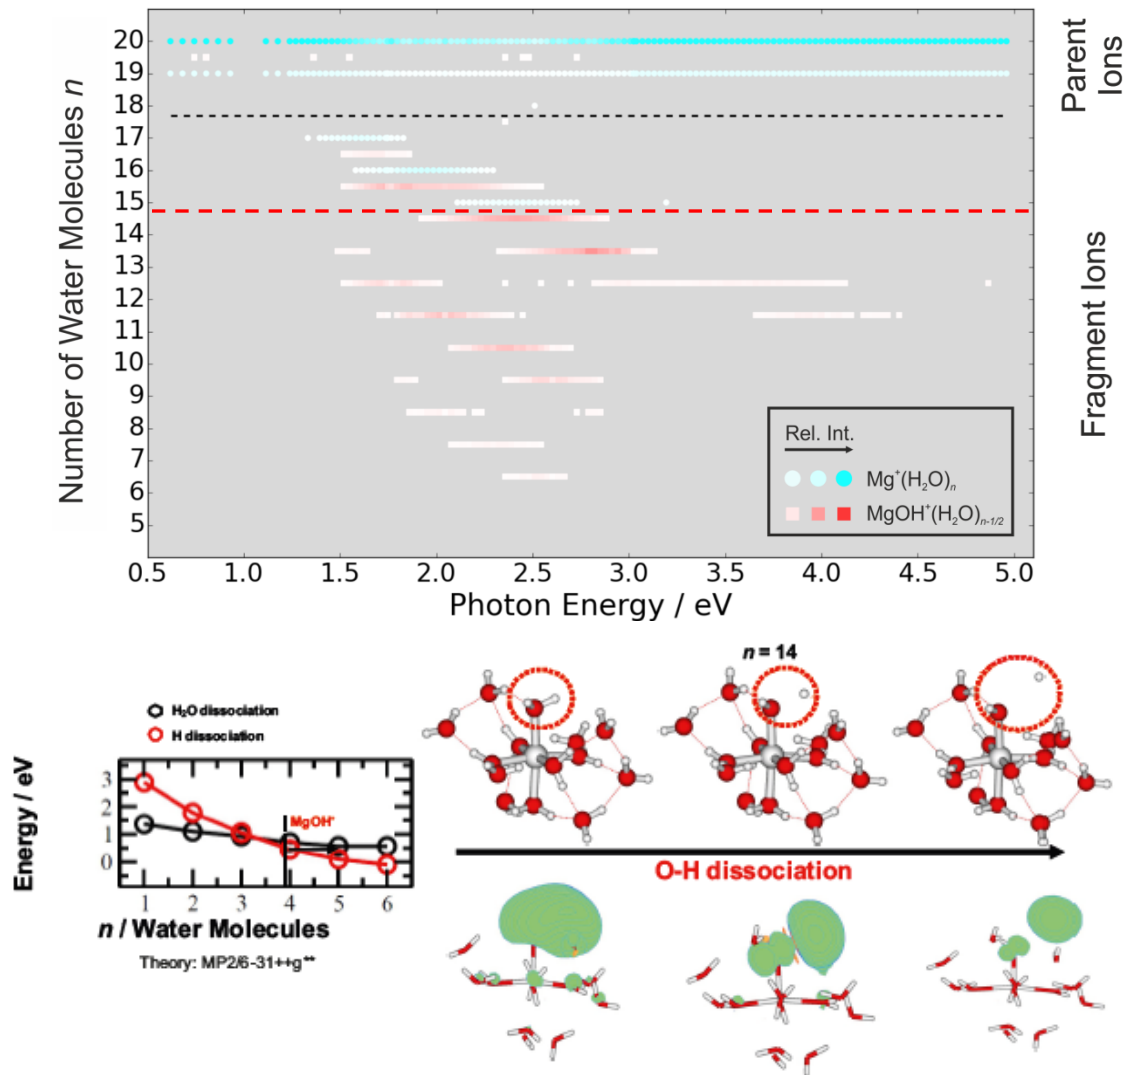 20
19
18
17
16
15
14
13
12
11
10
9
8
7
6
5
Number of Water Molecules n
Parent
Ions
Fragment Ions
Rel. Int.
Mg⁺(H₂O)ₙ
MgOH⁺(H₂O)n-1/2
0.5 1.0 1.5 2.0 2.5 3.0 3.5 4.0 4.5 5.0
Photon Energy / eV
n = 14
H₂O dissociation
H dissociation
3
2
1
0
Energy / eV
MgOH⁺
1 2 3 4 5 6
n / Water Molecules
Theory: MP2/6-31++g**
O-H dissociation